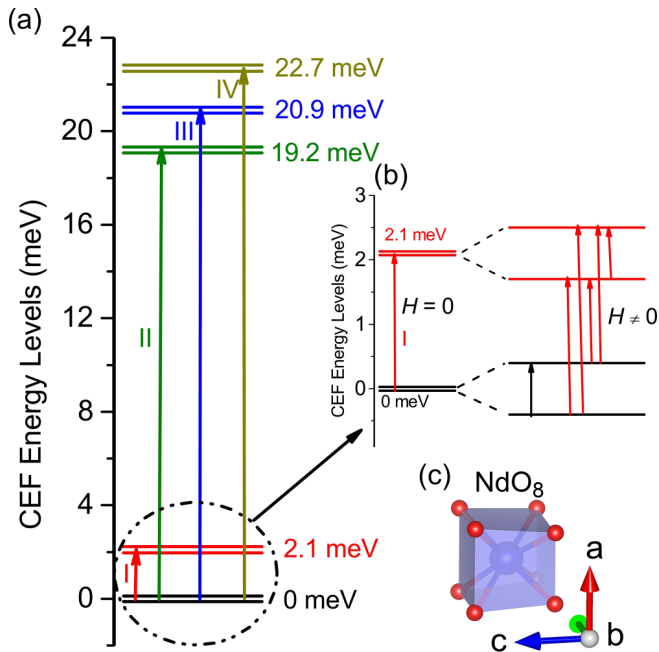 (a)
CEF Energy Levels (meV)
24
20
16
12
8
4
0
22.7 meV
IV
20.9 meV
III
19.2 meV
II
2.1 meV
I
0 meV
(b)
CEF Energy Levels (meV)
3
2
1
0
2.1 meV
H = 0
I
0 meV
H ≠ 0
(c)
NdO8
a
b
c